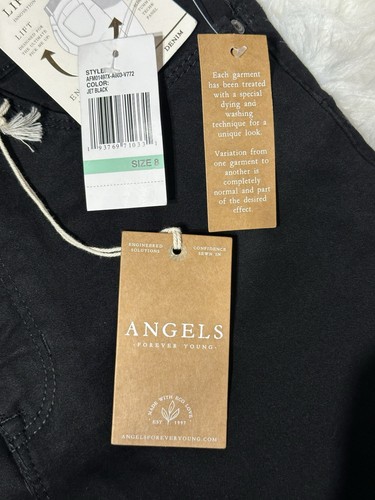 LIFT
DENIM
STYLE:
COLOR:
JET BLACK
SIZE 8
Each garment
has been treated
with a special
dying and
washing
technique for a
unique look.
Variation from
one garment to
another is
completely
normal and part
of the desired
effect.
ENGINEERED
SOLUTIONS
CONFIDENCE
SEWN IN
ANGELS
-FOREVER YOUNG-
MADE WITH BIG LOVE
EST 1997
ANGELSFOREVERYOUNG.COM